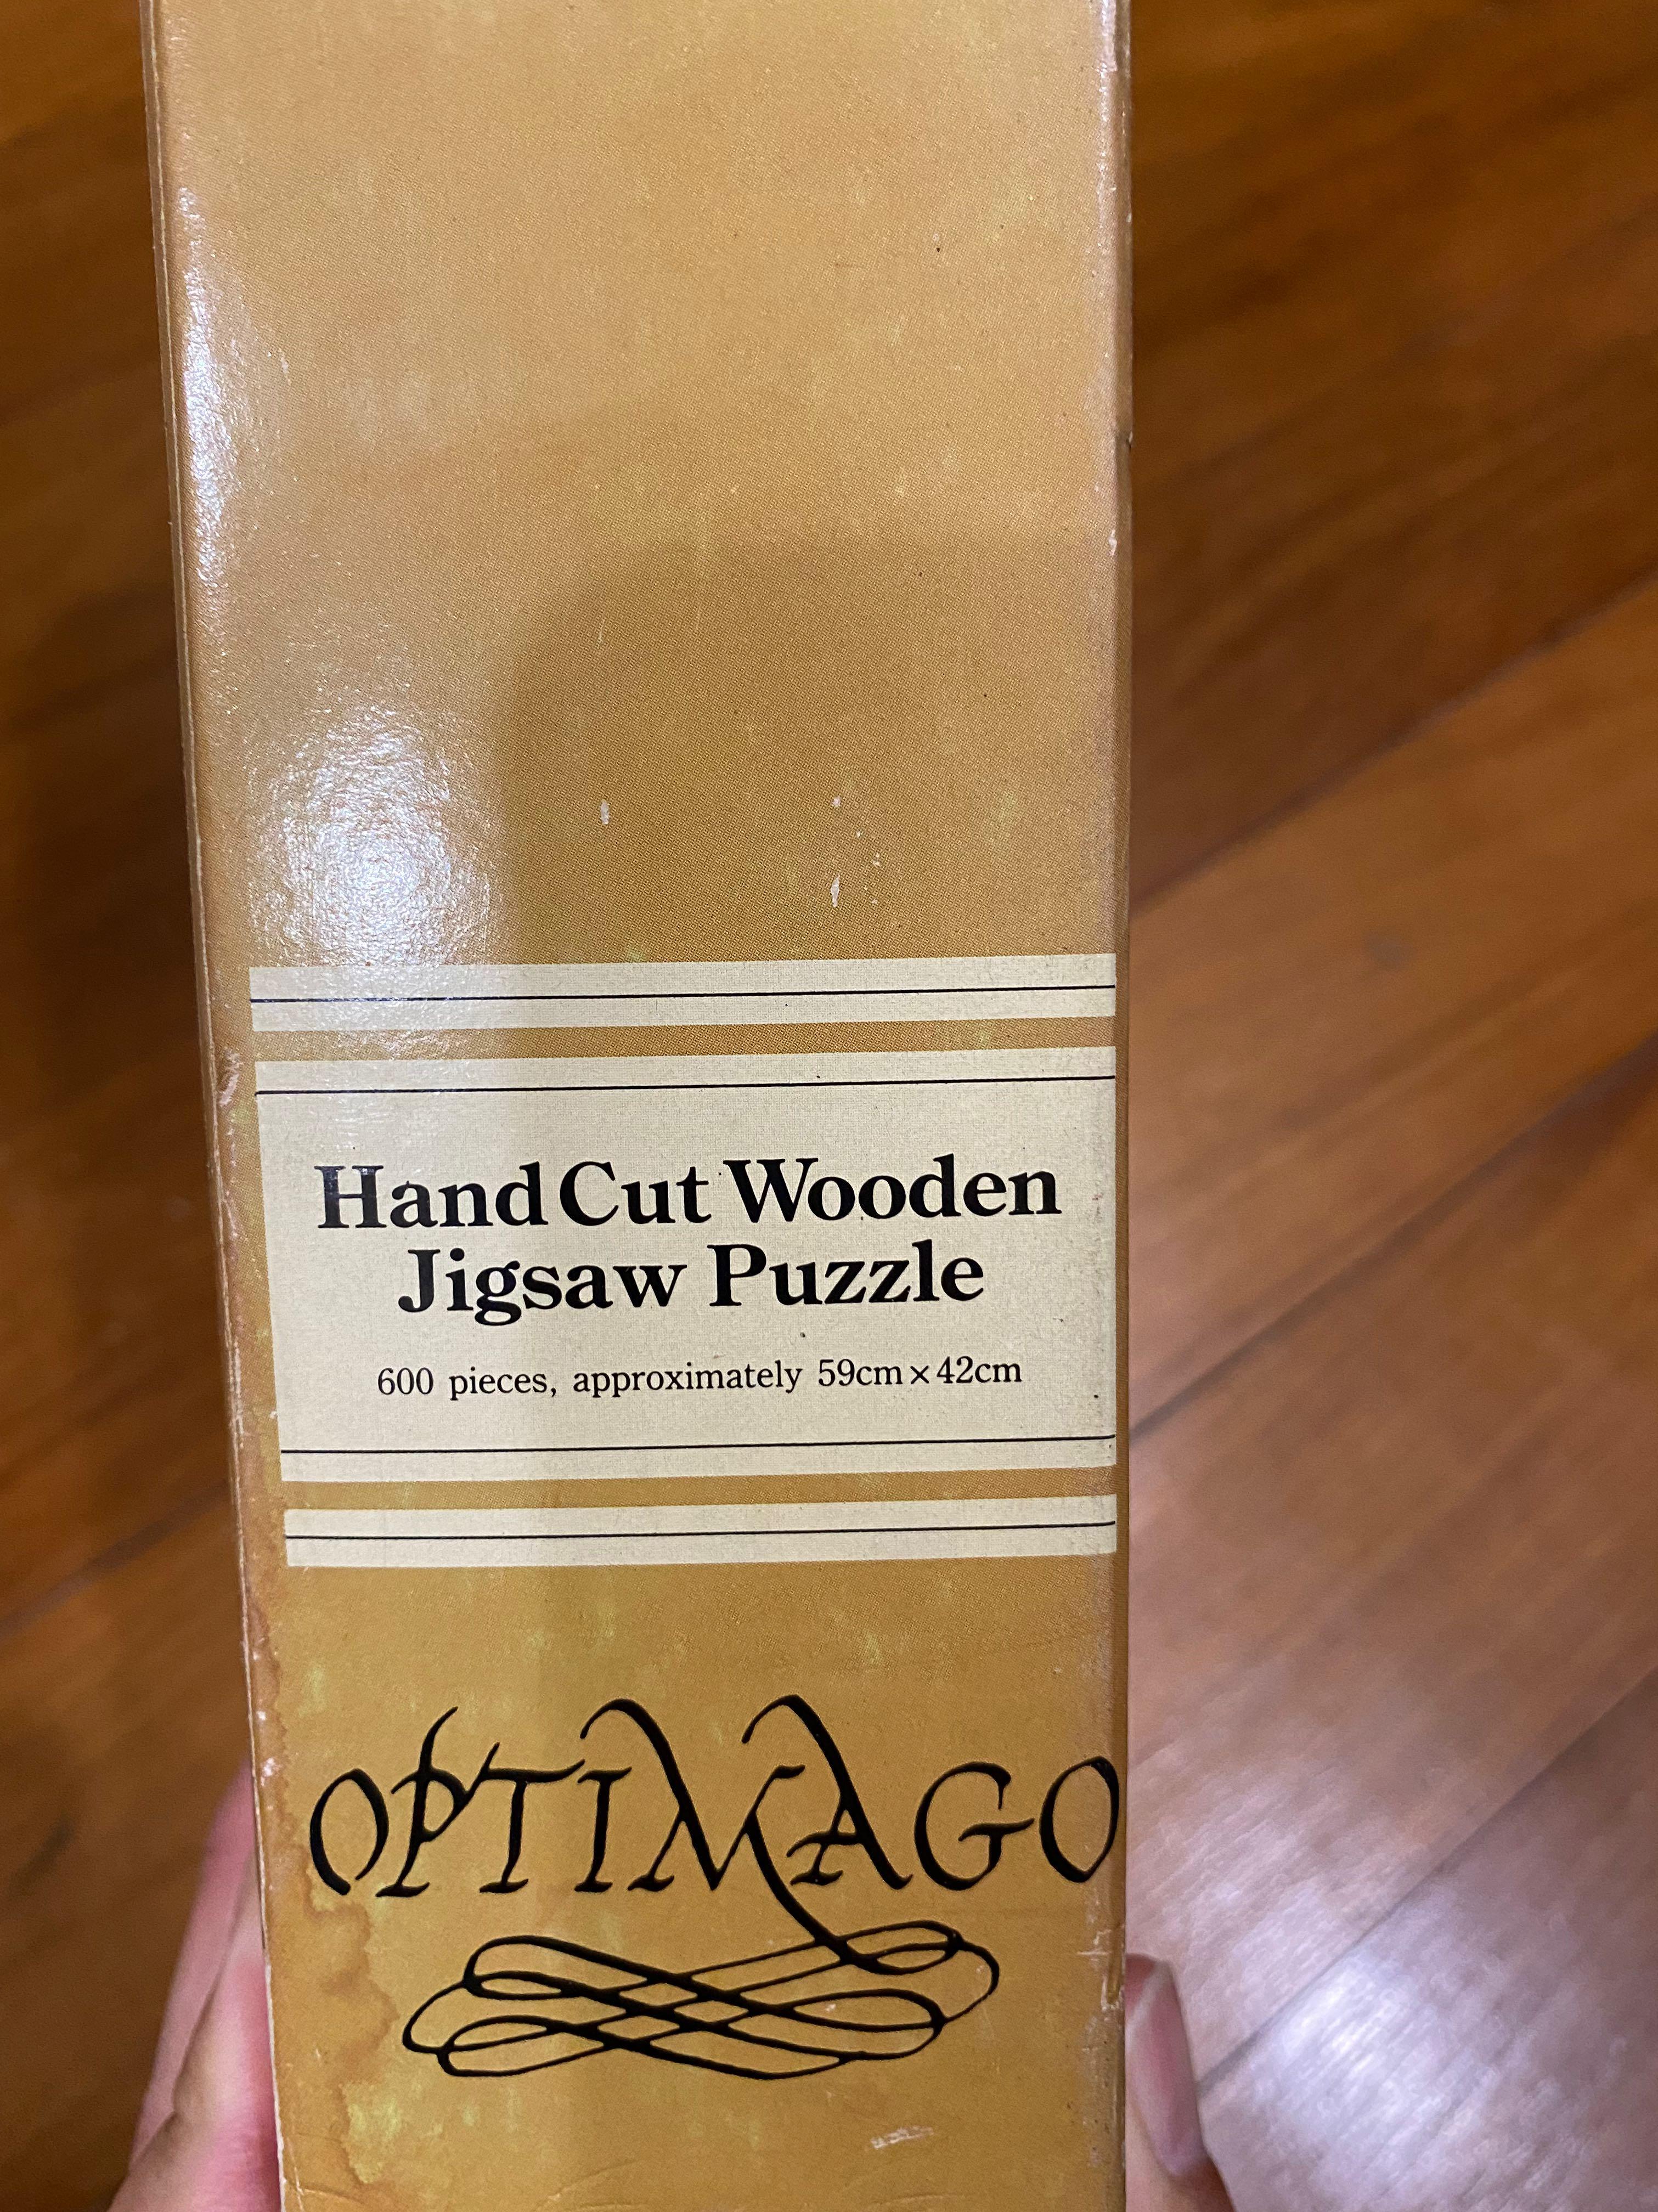 Hand Cut Wooden
Jigsaw Puzzle
600 pieces, approximately 59cm×42cm
OPTIMAGO